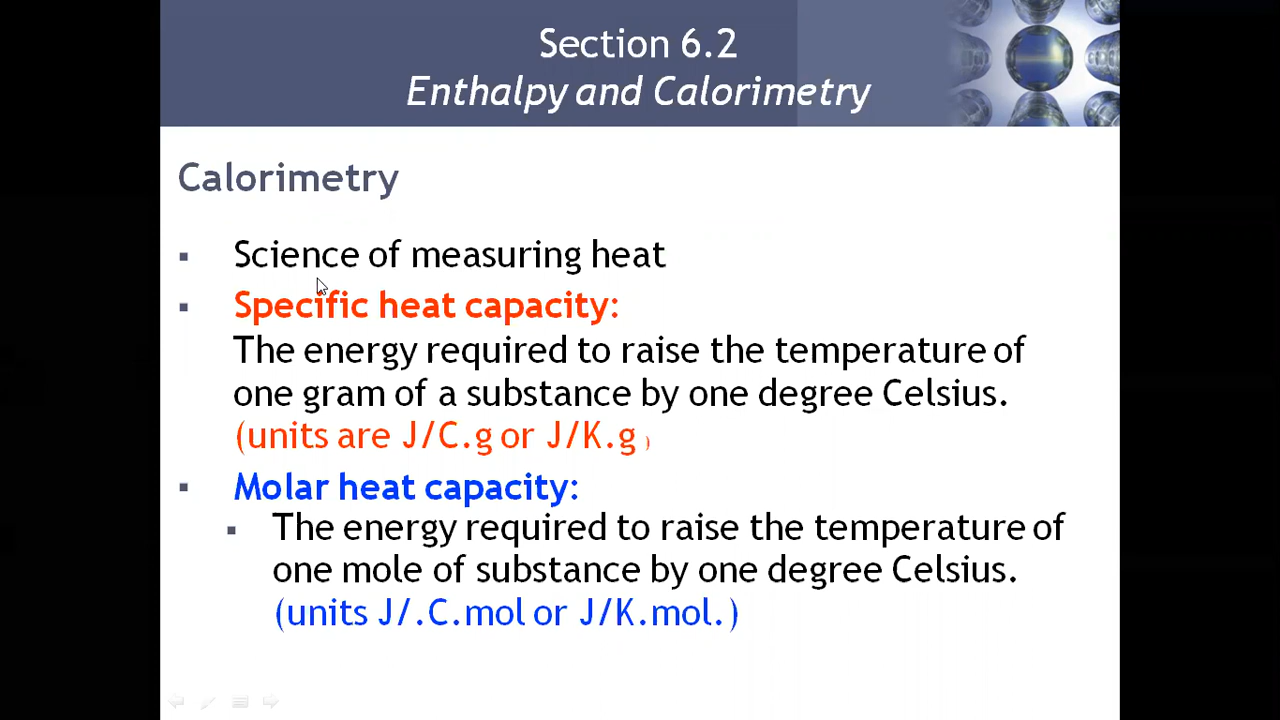 Section 6.2
Enthalpy and Calorimetry
Calorimetry
▪ Science of measuring heat
▪ Specific heat capacity:
The energy required to raise the temperature of
one gram of a substance by one degree Celsius.
(units are J/C.g or J/K.g )
▪ Molar heat capacity:
▪ The energy required to raise the temperature of
one mole of substance by one degree Celsius.
(units J/.C.mol or J/K.mol.)